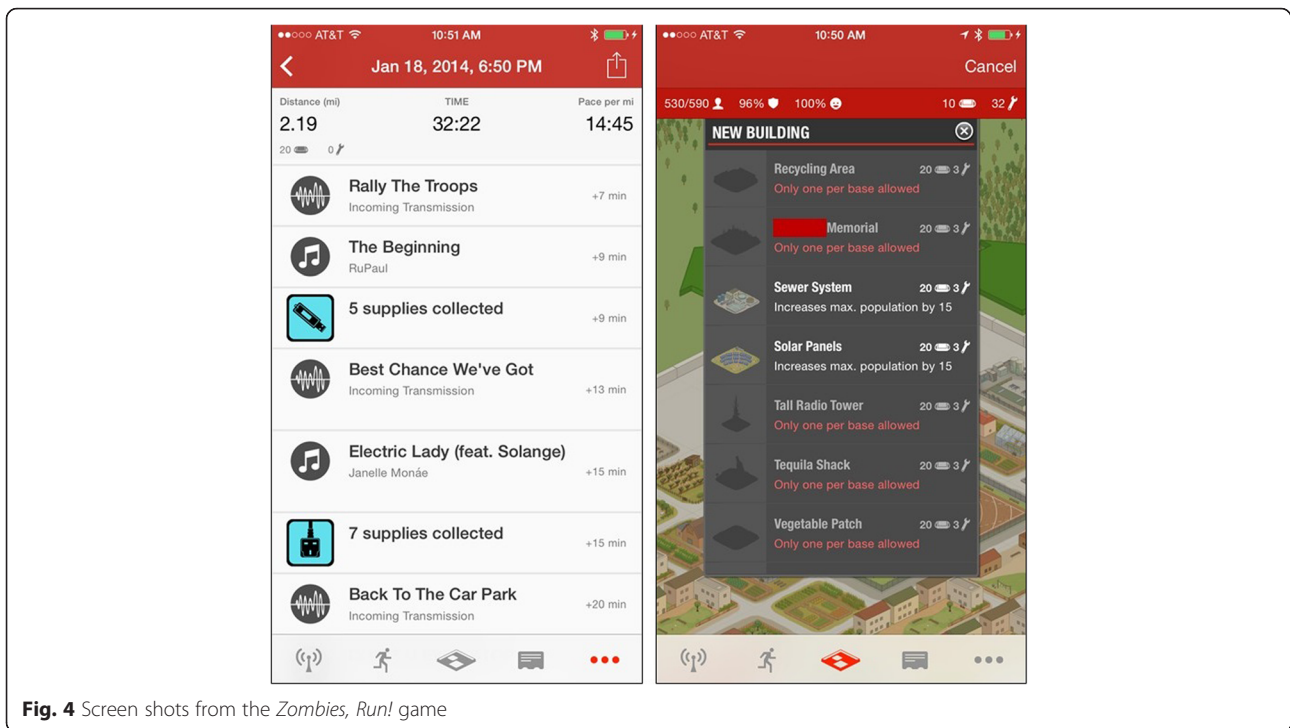 AT&T 10:51 AM
Jan 18, 2014, 6:50 PM
Distance (mi) TIME Pace per mi
2.19 32:22 14:45
20 0
Rally The Troops
Incoming Transmission +7 min
The Beginning
RuPaul +9 min
5 supplies collected
+9 min
Best Chance We've Got
Incoming Transmission +13 min
Electric Lady (feat. Solange)
Janelle Monáe +15 min
7 supplies collected
+15 min
Back To The Car Park
Incoming Transmission +20 min
AT&T 10:50 AM
Cancel
530/590 96% 100% 10 32
NEW BUILDING
Recycling Area 20 3
Only one per base allowed
Memorial 20 3
Only one per base allowed
Sewer System 20 3
Increases max. population by 15
Solar Panels 20 3
Increases max. population by 15
Tall Radio Tower 20 3
Only one per base allowed
Tequila Shack 20 3
Only one per base allowed
Vegetable Patch 20 3
Only one per base allowed
Fig. 4 Screen shots from the Zombies, Run! game